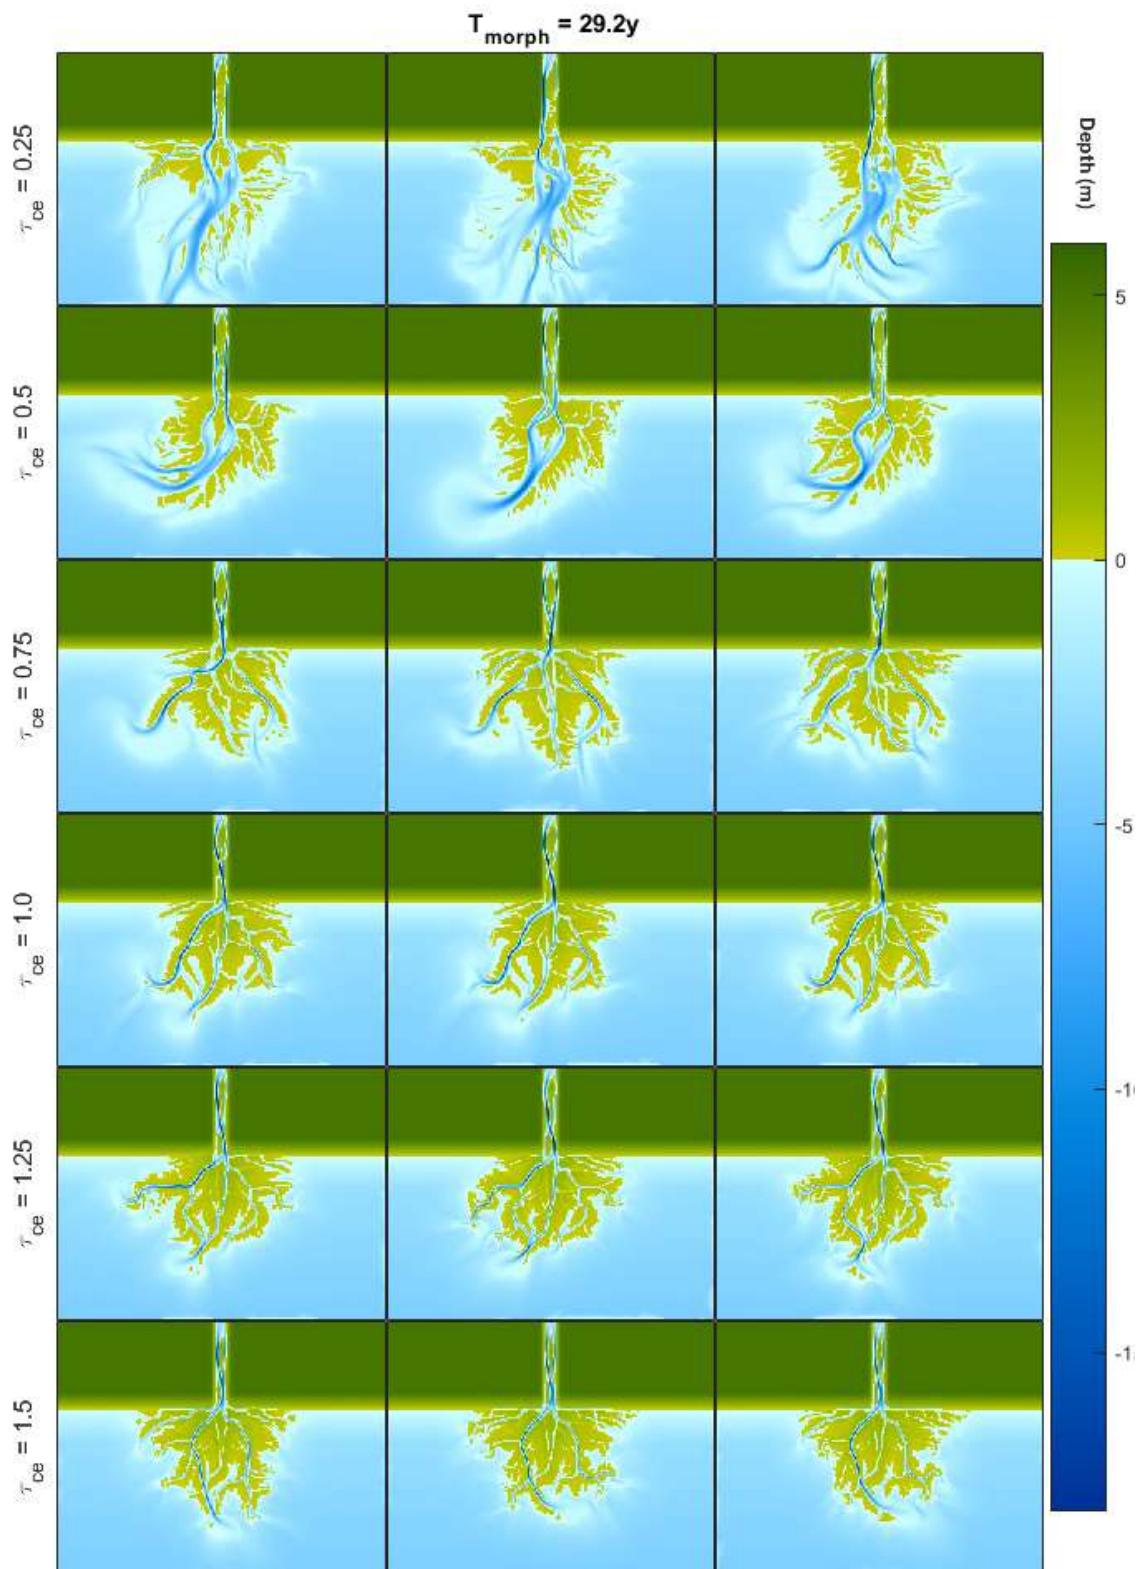 T_morph = 29.2y
τ_ce = 0.25
Depth (m)
5
τ_ce = 0.5
0
τ_ce = 0.75
-5
τ_ce = 1.0
τ_ce = 1.25
τ_ce = 1.5